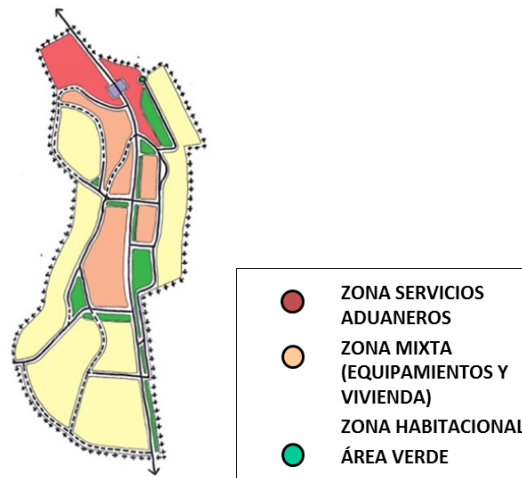 ZONA SERVICIOS
ADUANEROS
ZONA MIXTA
(EQUIPAMIENTOS Y
VIVIENDA)
ZONA HABITACIONAL
ÁREA VERDE